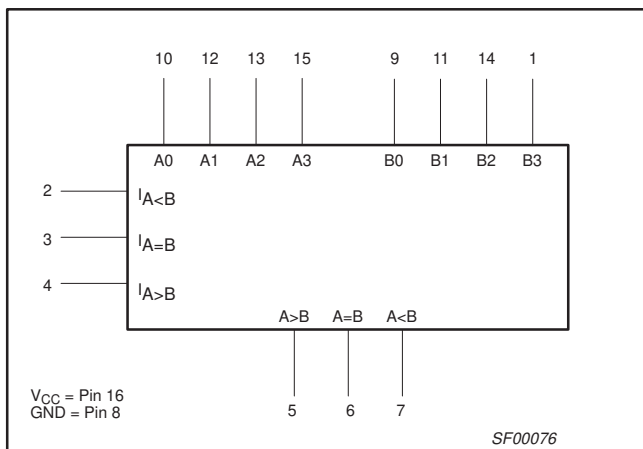 10 12 13 15 9 11 14 1
A0 A1 A2 A3 B0 B1 B2 B3
2 IA<B
3 IA=B
4 IA>B
A>B A=B A<B
VCC = Pin 16
GND = Pin 8
5 6 7
SF00076